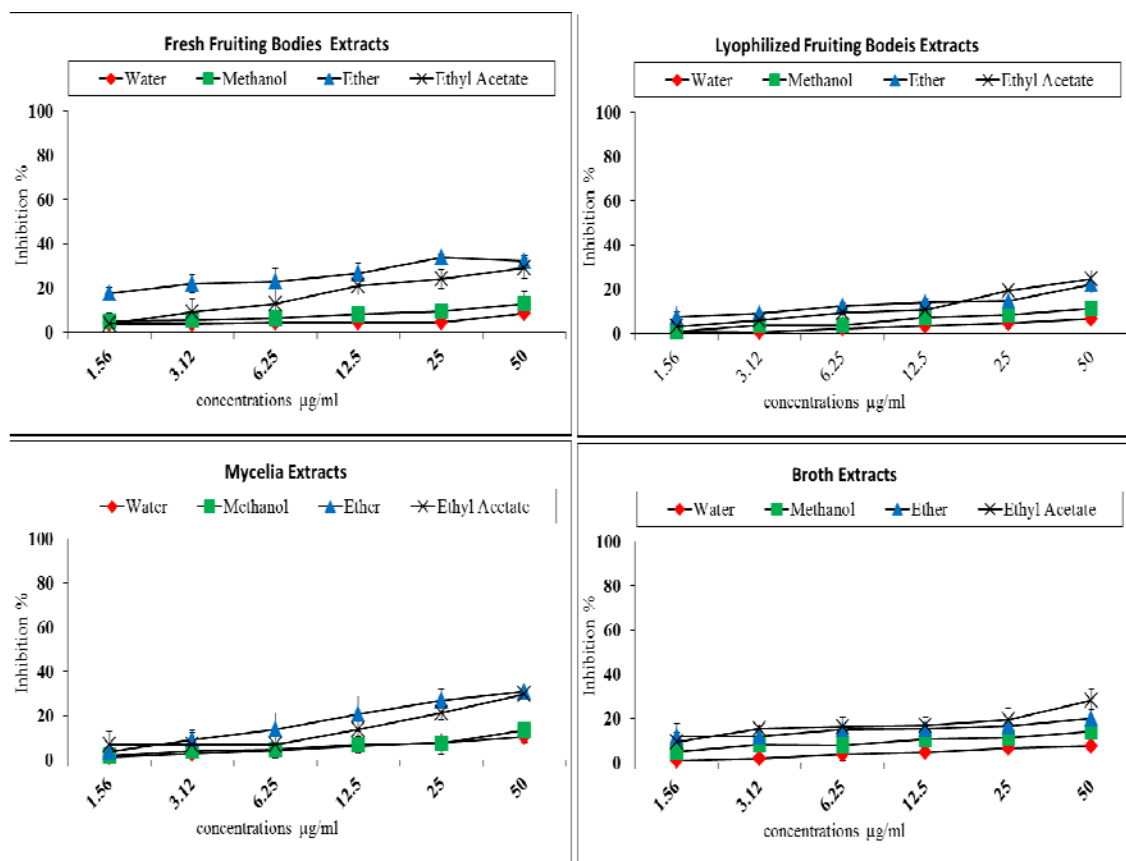 Fresh Fruiting Bodies Extracts
Water Methanol Ether Ethyl Acetate
100
80
60
40
20
0
Inhibition %
1.56 3.12 6.25 12.5 25 50
concentrations µg/ml
Lyophilized Fruiting Bodeis Extracts
Water Methanol Ether Ethyl Acetate
100
80
60
40
20
0
Inhibition %
1.56 3.12 6.25 12.5 25 50
concentrations µg/ml
Mycelia Extracts
Water Methanol Ether Ethyl Acetate
100
80
60
40
20
0
Inhibition %
1.56 3.12 6.25 12.5 25 50
concentrations µg/ml
Broth Extracts
Water Methanol Ether Ethyl Acetate
100
80
60
40
20
0
Inhibition %
1.56 3.12 6.25 12.5 25 50
concentrations µg/ml